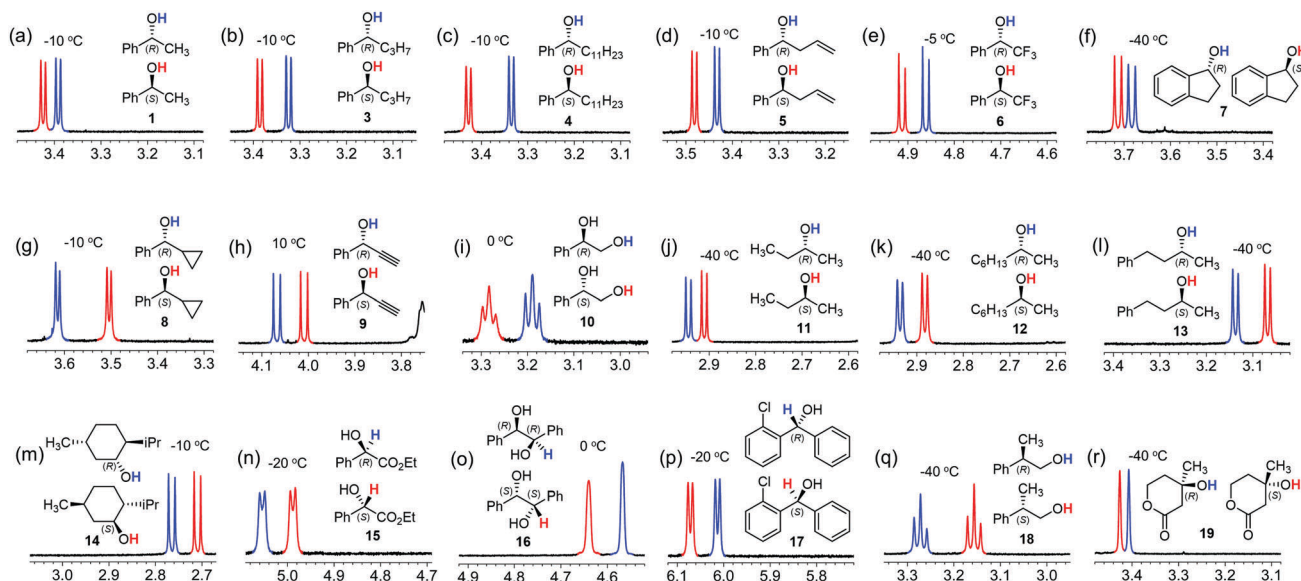 (a) -10 °C OH Ph (R) CH3 OH Ph (S) CH3 1
3.4 3.3 3.2 3.1
(b) -10 °C OH Ph (R) C3H7 OH Ph (S) C3H7 3
3.4 3.3 3.2 3.1
(c) -10 °C OH Ph (R) C11H23 OH Ph (S) C11H23 4
3.4 3.3 3.2 3.1
(d) -10 °C OH Ph (R) OH Ph (S) 5
3.5 3.4 3.3 3.2
(e) -5 °C OH Ph (S) CF3 OH Ph (R) CF3 6
4.9 4.8 4.7 4.6
(f) -40 °C OH (R) OH (S) 7
3.7 3.6 3.5 3.4
(g) -10 °C OH Ph (R) OH Ph (S) 8
3.6 3.5 3.4 3.3
(h) 10 °C OH Ph (R) OH Ph (S) 9
4.1 4.0 3.9 3.8
(i) 0 °C OH Ph (R) OH OH Ph (S) OH 10
3.3 3.2 3.1 3.0
(j) -40 °C OH H3C (R) CH3 OH H3C (S) CH3 11
2.9 2.8 2.7 2.6
(k) -40 °C OH C6H13 (R) CH3 OH C6H13 (S) CH3 12
2.9 2.8 2.7 2.6
(l) -40 °C OH Ph (R) CH3 OH Ph (S) CH3 13
3.4 3.3 3.2 3.1
(m) -10 °C H3C iPr (R) OH H3C iPr (S) OH 14
3.0 2.9 2.8 2.7
(n) -20 °C HO H Ph (R) CO2Et HO H Ph (S) CO2Et 15
5.0 4.9 4.8 4.7
(o) 0 °C OH (R) Ph Ph (R) HO H OH (S) Ph Ph (S) HO H 16
4.9 4.8 4.7 4.6
(p) -20 °C Cl H OH (R) Cl H OH (S) 17
6.1 6.0 5.9 5.8
(q) -40 °C CH3 Ph (R) OH CH3 Ph (S) OH 18
3.3 3.2 3.1 3.0
(r) -40 °C CH3 OH (R) O O CH3 OH (S) O O 19
3.4 3.3 3.2 3.1